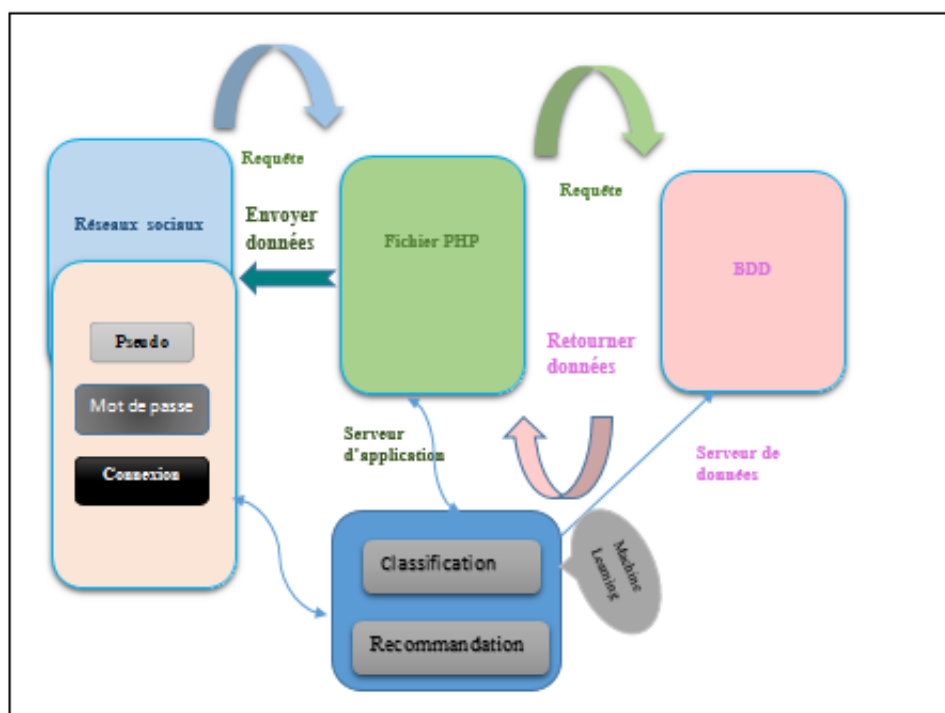 Requête
Requête
Réseaux sociaux
Envoyer
données
Fichier PHP
BDD
Pseudo
Mot de passe
Connexion
Retourner
données
Serveur
d'application
Serveur de
données
Classification
Recommandation
Machine
Learning